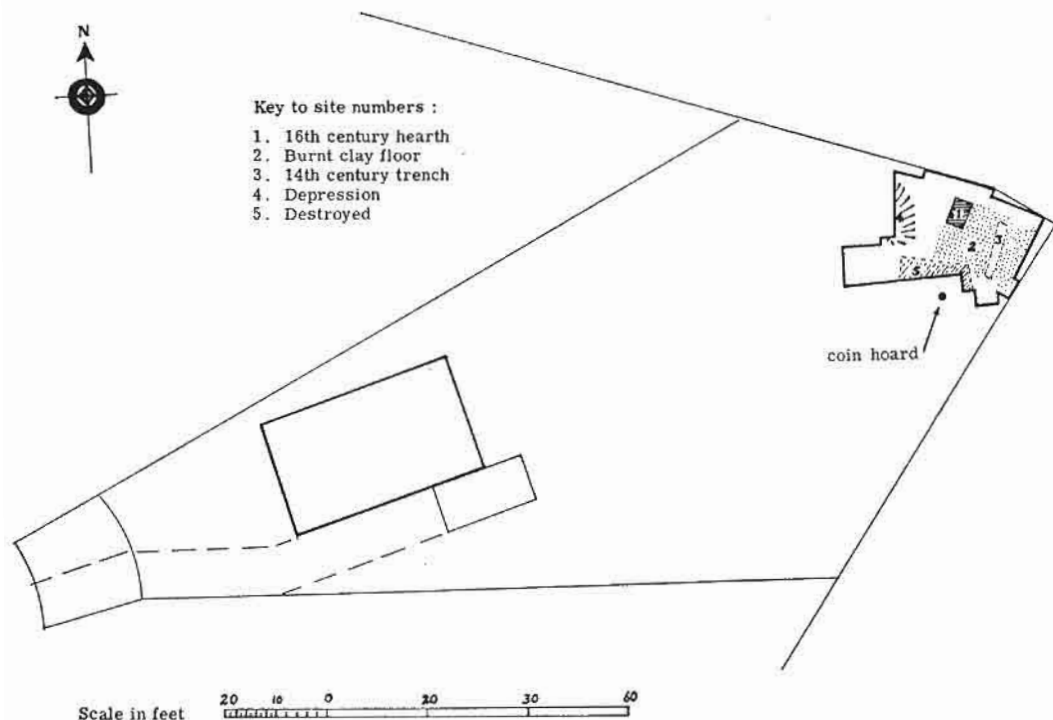 N
Key to site numbers :
1. 16th century hearth
2. Burnt clay floor
3. 14th century trench
4. Depression
5. Destroyed
1
2
3
5
coin hoard
Scale in feet
20 10 0 20 30 60